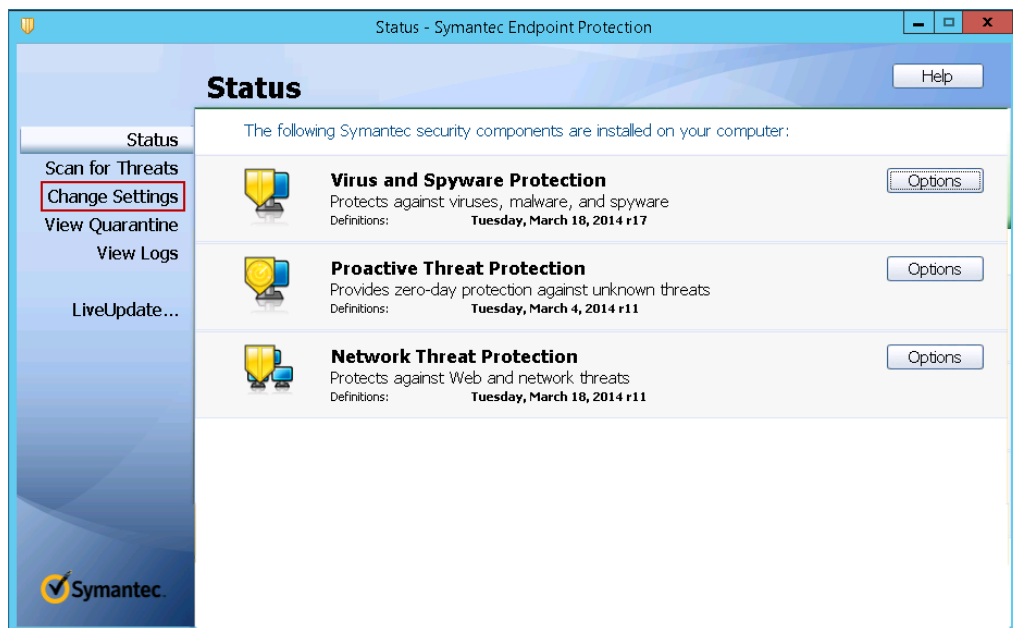 Status - Symantec Endpoint Protection
Status
Help
Status
Scan for Threats
Change Settings
View Quarantine
View Logs
LiveUpdate...
The following Symantec security components are installed on your computer:
Virus and Spyware Protection
Protects against viruses, malware, and spyware
Definitions: Tuesday, March 18, 2014 r17
Options
Proactive Threat Protection
Provides zero-day protection against unknown threats
Definitions: Tuesday, March 4, 2014 r11
Options
Network Threat Protection
Protects against Web and network threats
Definitions: Tuesday, March 18, 2014 r11
Options
Symantec.